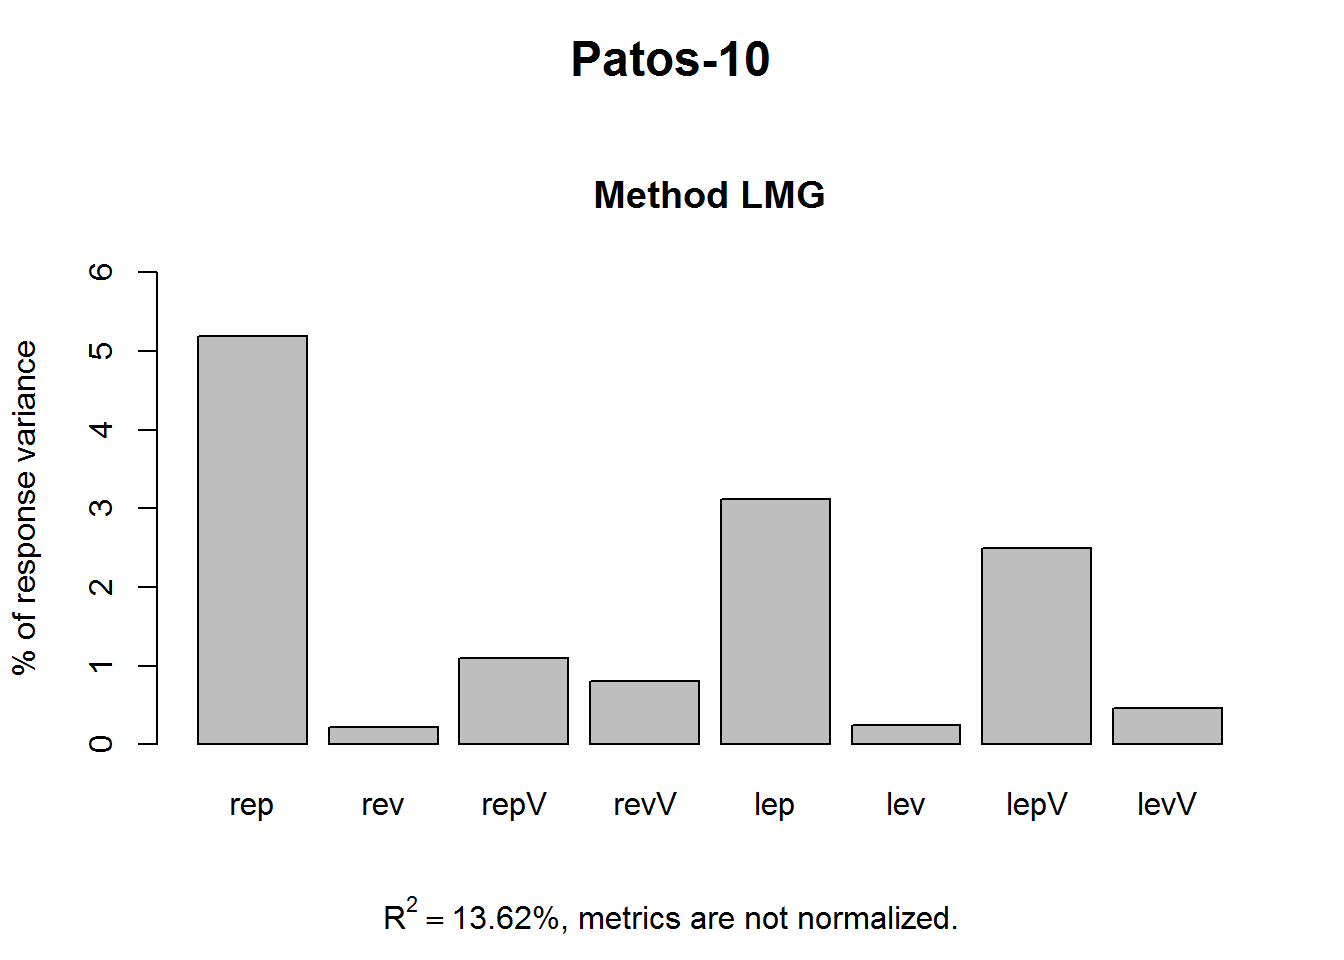 Patos-10
Method LMG
% of response variance
6
5
4
3
2
1
0
rep rev repV revV lep lev lepV levV
R² = 13.62%, metrics are not normalized.